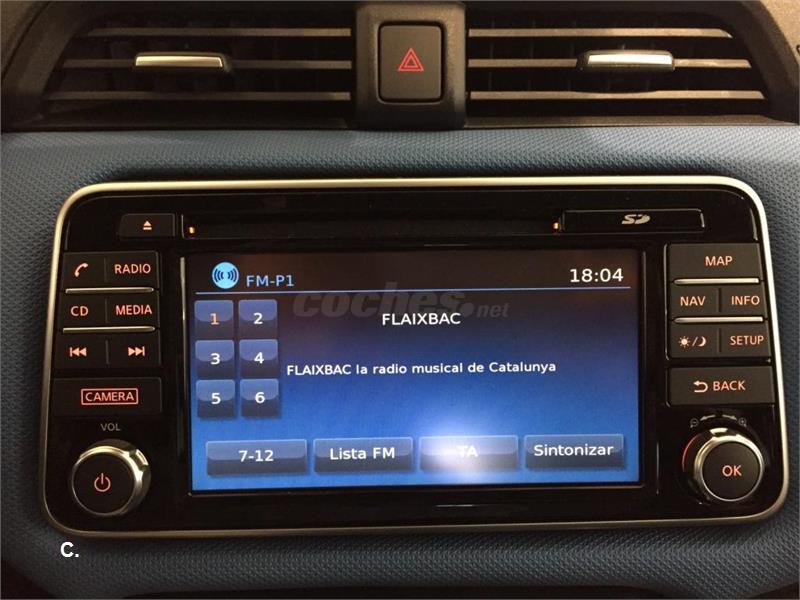 SD
RADIO
CD MEDIA
CAMERA
VOL
FM-P1
18:04
coches.net
1 2
3 4
5 6
FLAIXBAC
FLAIXBAC la radio musical de Catalunya
7-12 Lista FM TA Sintonizar
MAP
NAV INFO
SETUP
BACK
OK
C.